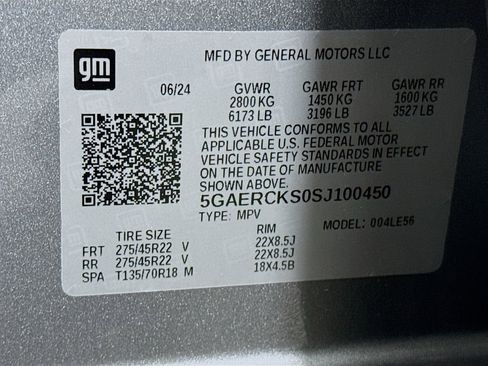 gm
MFD BY GENERAL MOTORS LLC
06/24 GVWR GAWR FRT GAWR RR
2800 KG 1450 KG 1600 KG
6173 LB 3196 LB 3527 LB
THIS VEHICLE CONFORMS TO ALL
APPLICABLE U.S. FEDERAL MOTOR
VEHICLE SAFETY STANDARDS IN EFFECT
ON THE DATE OF MANUFACTURE
SHOWN ABOVE.
5GAERCKS0SJ100450
TYPE: MPV MODEL: 004LE56
TIRE SIZE RIM
FRT 275/45R22 V 22X8.5J
RR 275/45R22 V 22X8.5J
SPA T135/70R18 M 18X4.5B